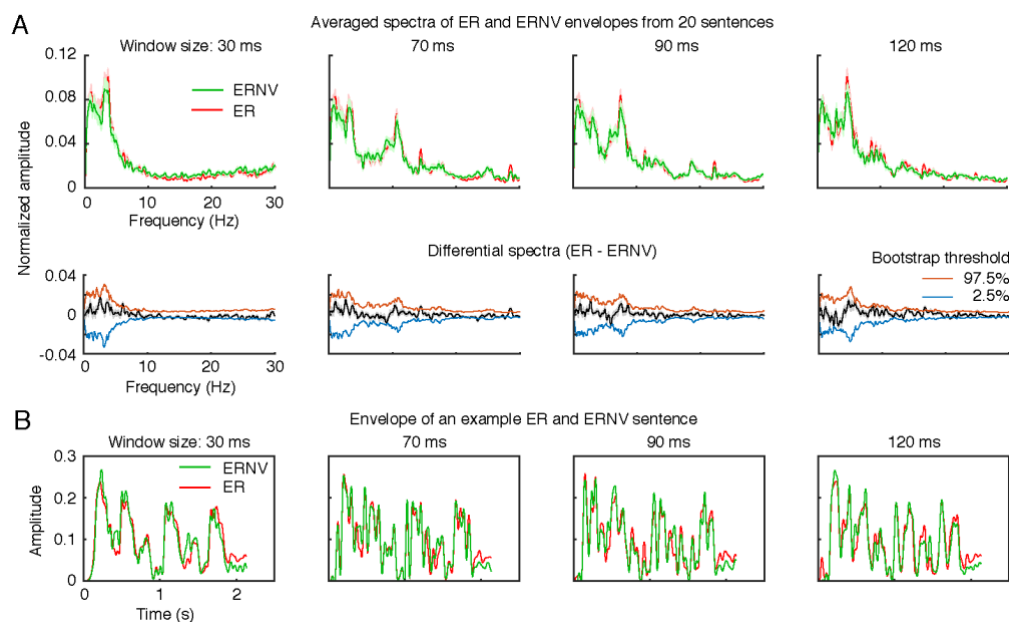 A
Averaged spectra of ER and ERNV envelopes from 20 sentences
Window size: 30 ms
70 ms
90 ms
120 ms
Normalized amplitude
0.12
0.08
0.04
0
ERNV
ER
0 10 20 30
Frequency (Hz)
Differential spectra (ER - ERNV)
Bootstrap threshold
97.5%
2.5%
0.04
0
-0.04
0 10 20 30
Frequency (Hz)
B
Envelope of an example ER and ERNV sentence
Window size: 30 ms
70 ms
90 ms
120 ms
Amplitude
0.3
0.2
0.1
0
ERNV
ER
0 1 2
Time (s)